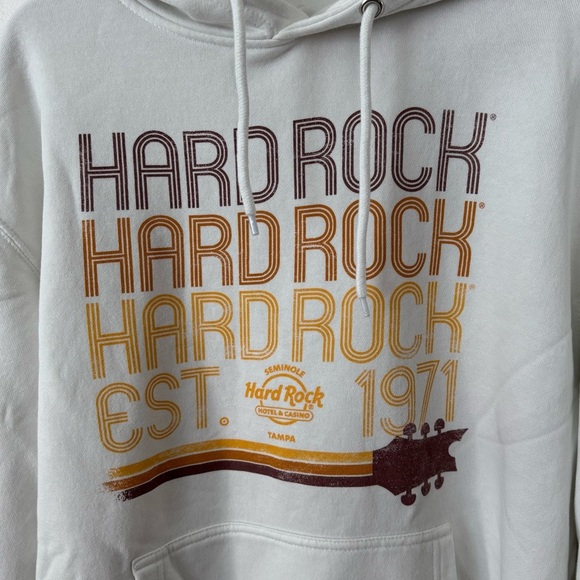 HARD ROCK®
HARD ROCK®
HARD ROCK®
EST. 1971
SEMINOLE
Hard Rock®
HOTEL & CASINO
TAMPA